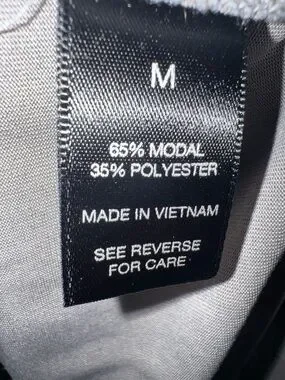 M
65% MODAL
35% POLYESTER
MADE IN VIETNAM
SEE REVERSE
FOR CARE